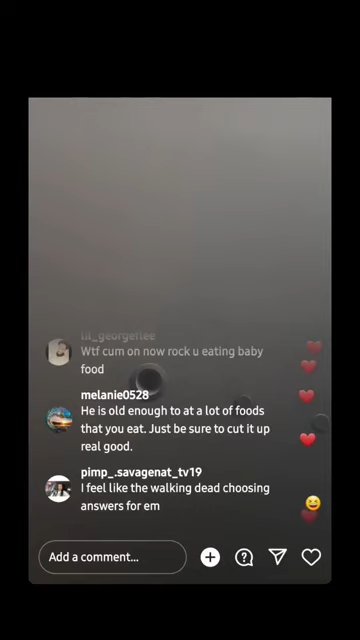 lil_georgeflee
Wtf cum on now rock u eating baby
food
melanie0528
He is old enough to at a lot of foods
that you eat. Just be sure to cut it up
real good.
pimp_.savagenat_tv19
I feel like the walking dead choosing
answers for em
Add a comment...